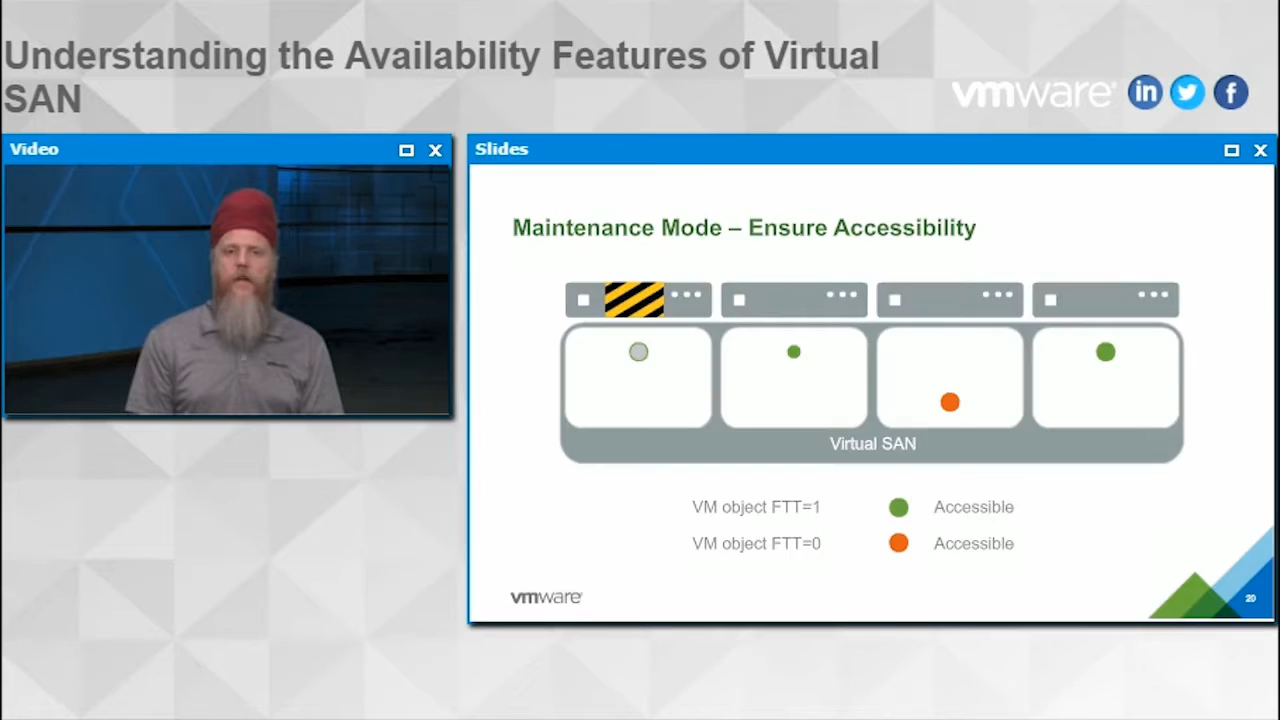 Understanding the Availability Features of Virtual
SAN
vmware
in
f
Video
Slides
Maintenance Mode – Ensure Accessibility
Virtual SAN
VM object FTT=1 Accessible
VM object FTT=0 Accessible
vmware
20